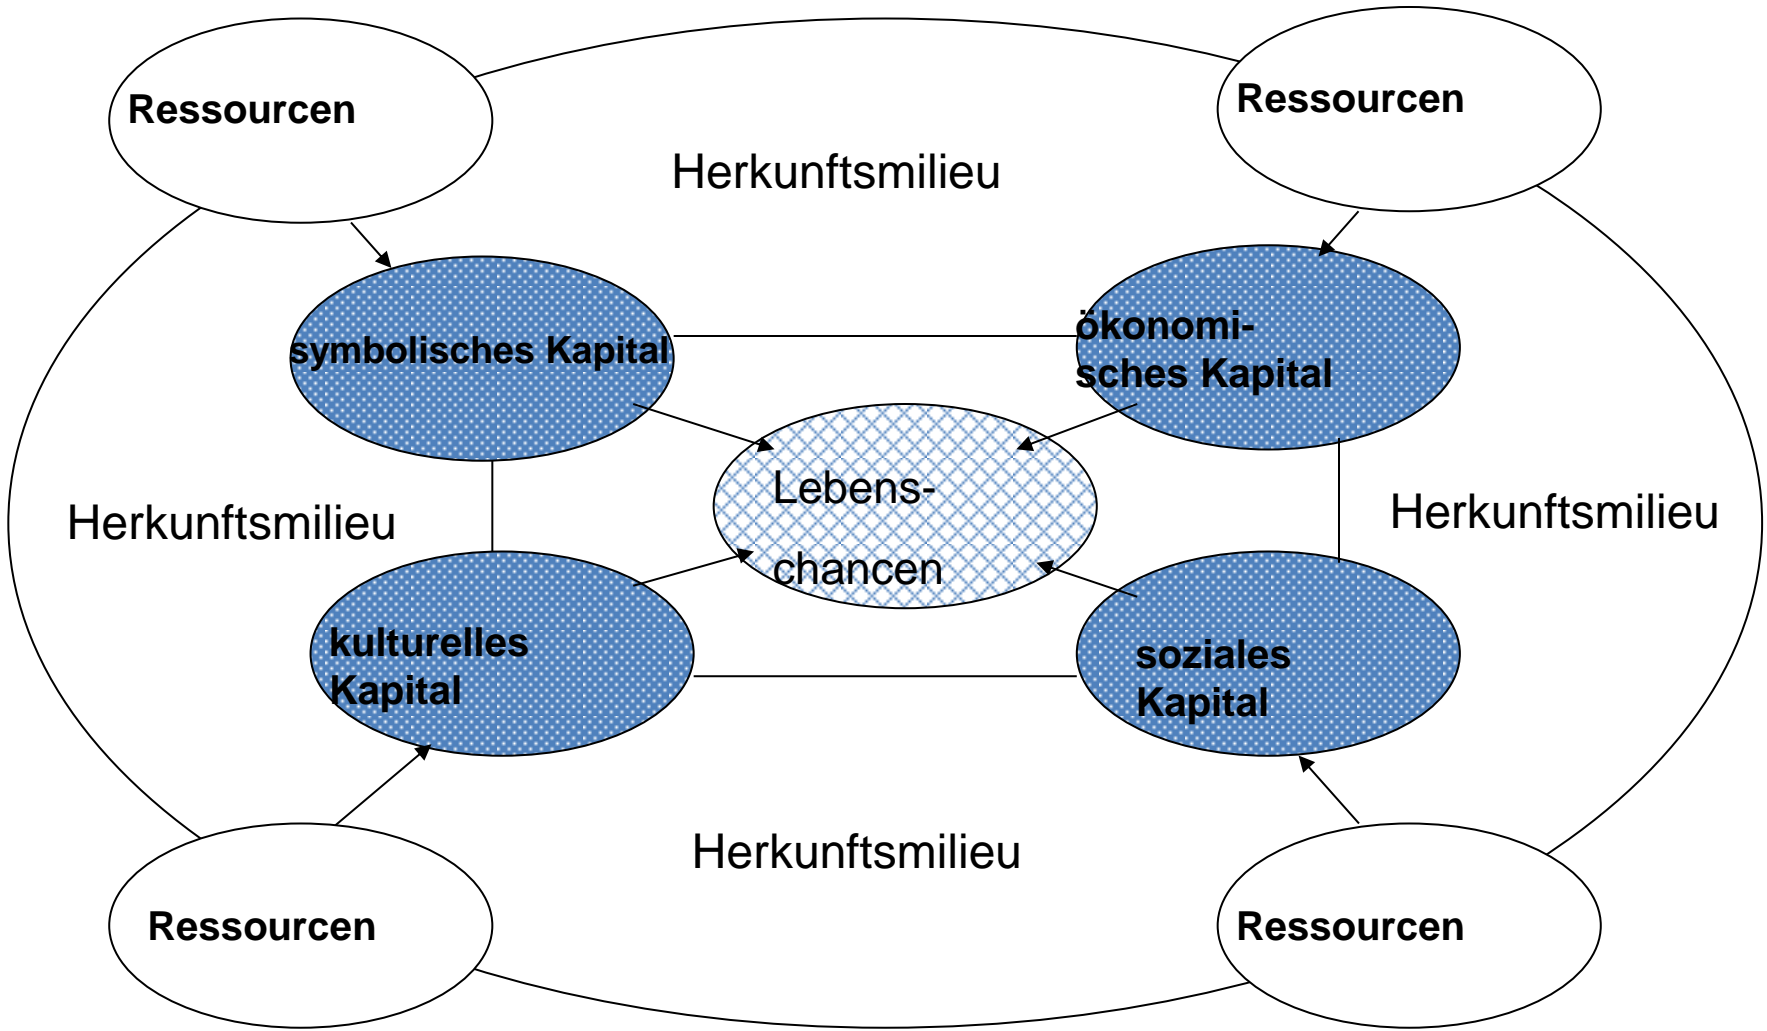 Ressourcen
Ressourcen
Herkunftsmilieu
symbolisches Kapital
ökonomi-
sches Kapital
Lebens-
chancen
Herkunftsmilieu
Herkunftsmilieu
kulturelles
Kapital
soziales
Kapital
Herkunftsmilieu
Ressourcen
Ressourcen